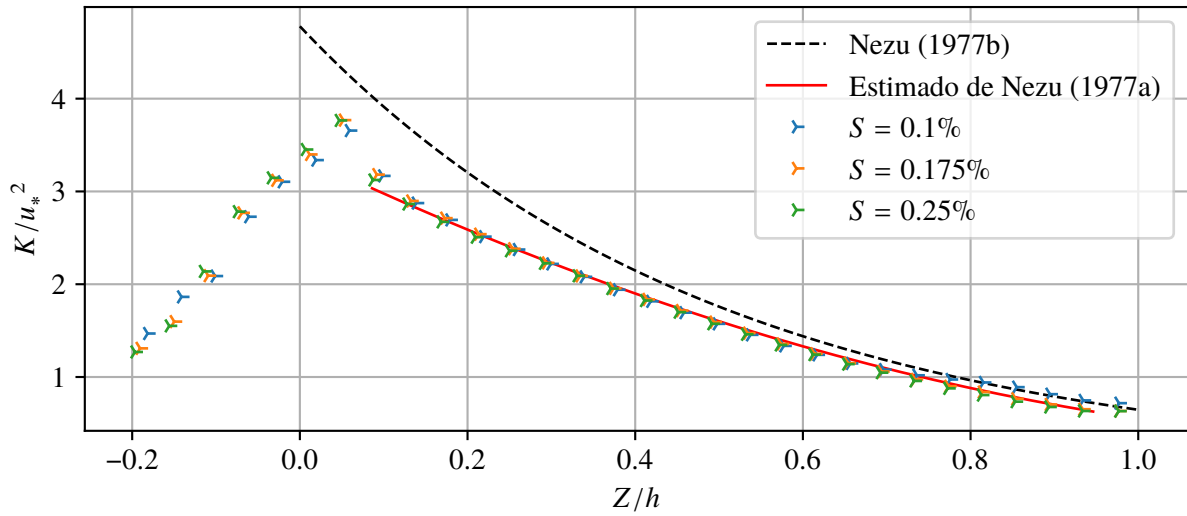 Nezu (1977b)
Estimado de Nezu (1977a)
S = 0.1%
S = 0.175%
S = 0.25%
4
3
2
1
K/u*²
−0.2 0.0 0.2 0.4 0.6 0.8 1.0
Z/h